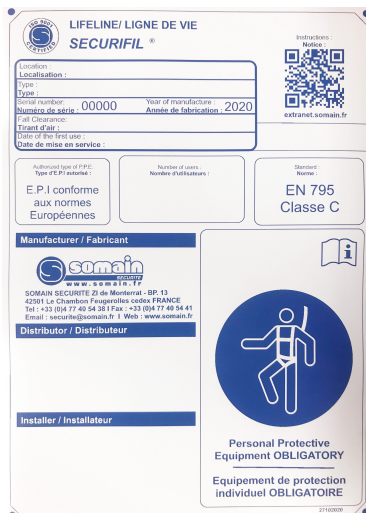 ISO 9001
CERTIFIED
LIFELINE/ LIGNE DE VIE
SECURIFIL ®
Instructions :
Notice :
extranet.somain.fr
Location :
Localisation :
Type :
Type :
Serial number: Year of manufacture :
Numéro de série : 00000 Année de fabrication : 2020
Fall Clearance:
Tirant d'air :
Date of the first use :
Date de mise en service :
Authorized type of P.P.E:
Type d'E.P.I autorisé :
E.P.I conforme
aux normes
Européennes
Number of users :
Nombre d'utilisateurs :
Standard :
Norme :
EN 795
Classe C
Manufacturer / Fabricant
somain
SECURITE
www.somain.fr
SOMAIN SECURITE ZI de Monterrat - BP. 13
42501 Le Chambon Feugerolles cedex FRANCE
Tel : +33 (0)4 77 40 54 38 I Fax : +33 (0)4 77 40 54 41
Email : securite@somain.fr I Web : www.somain.fr
Distributor / Distributeur
Installer / Installateur
i
Personal Protective
Equipment OBLIGATORY
Equipement de protection
individuel OBLIGATOIRE
27102020